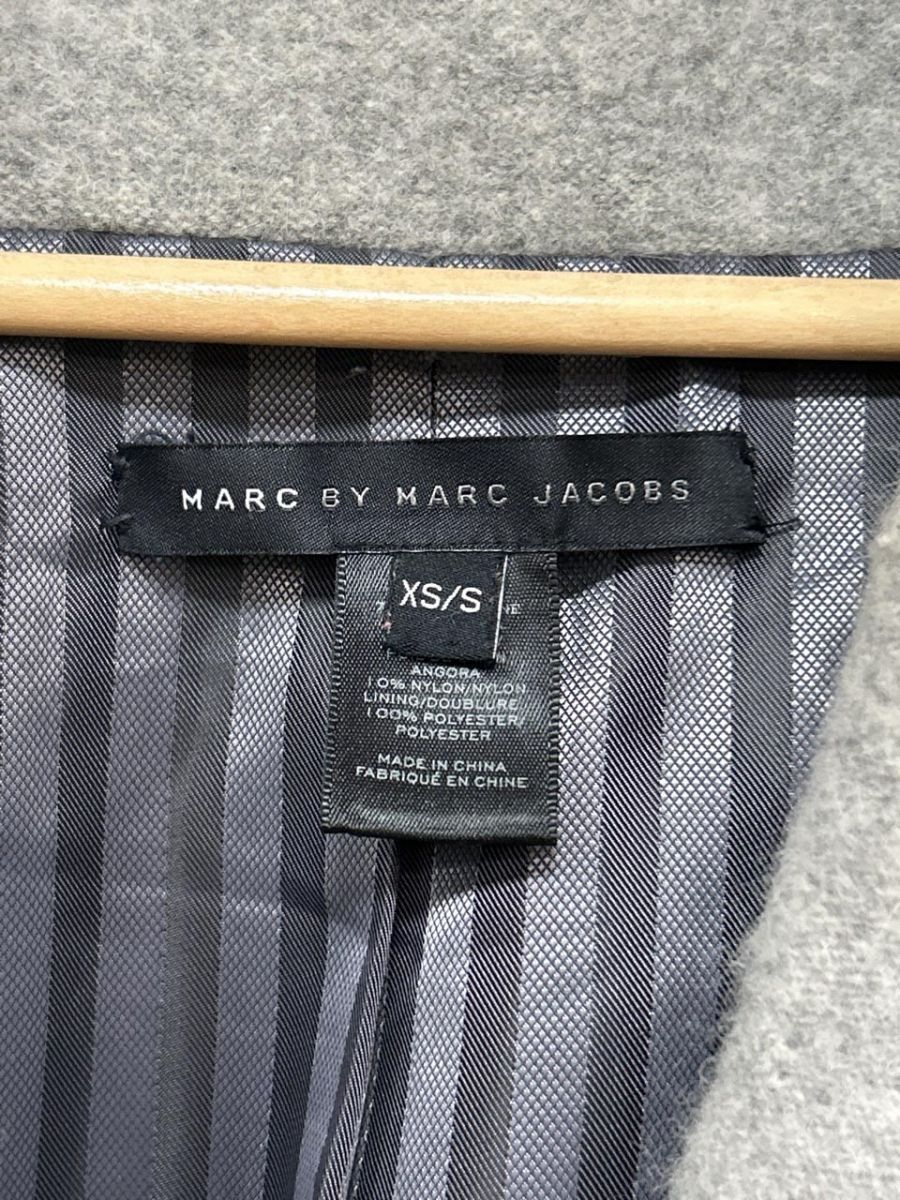 MARC BY MARC JACOBS
XS/S
ANGORA
10% NYLON/NYLON
LINING/DOUBLURE
100% POLYESTER/
POLYESTER
MADE IN CHINA
FABRIQUÉ EN CHINE